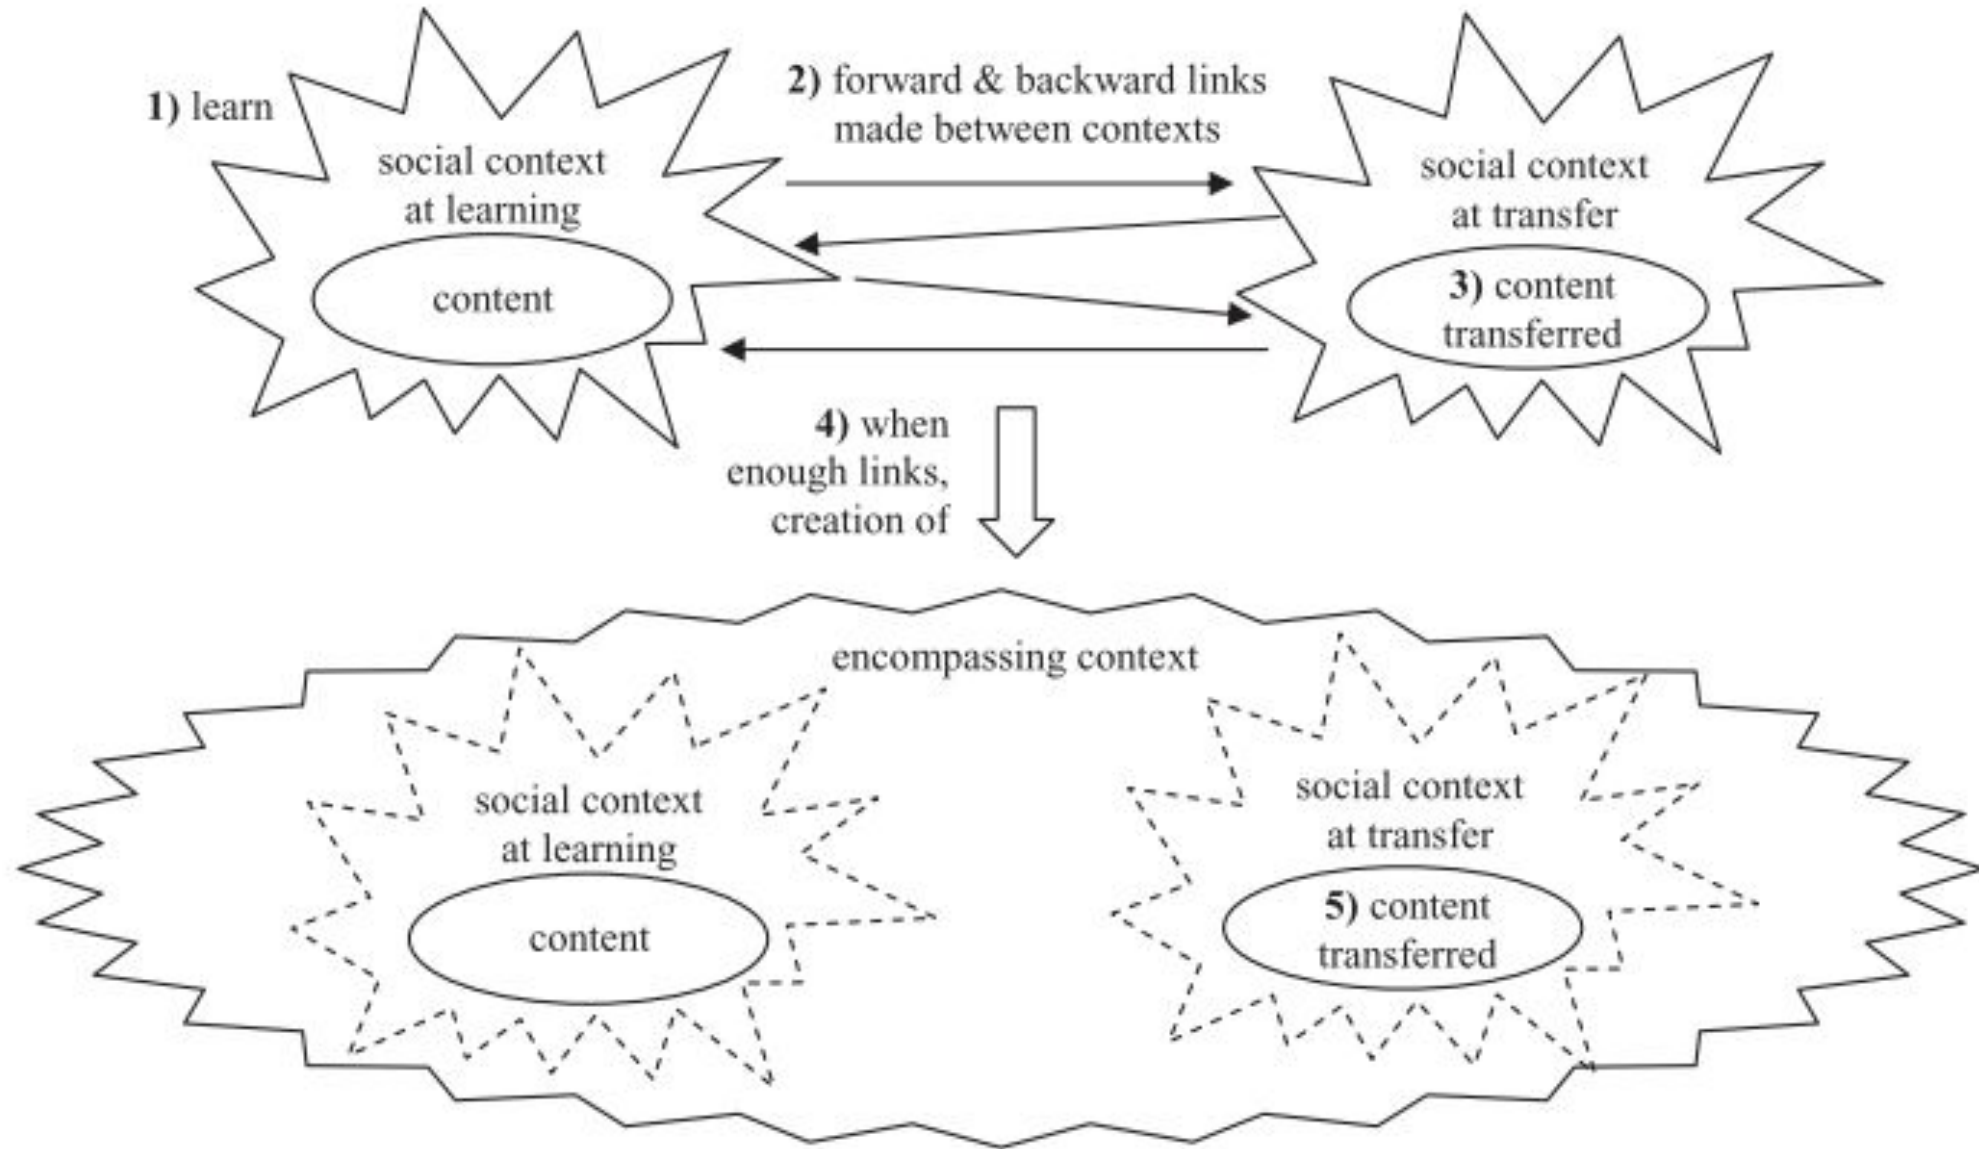 1) learn
2) forward & backward links
made between contexts
social context
at learning
content
social context
at transfer
3) content
transferred
4) when
enough links,
creation of
encompassing context
social context
at learning
content
social context
at transfer
5) content
transferred